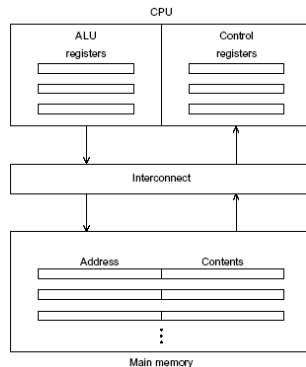 CPU
ALU Control
registers registers
Interconnect
Address Contents
Main memory